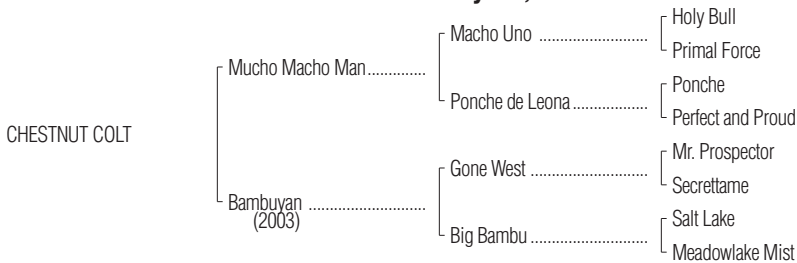 Holy Bull
Macho Uno ....................................
Primal Force
Mucho Macho Man..............
Ponche
Ponche de Leona.........................
Perfect and Proud
CHESTNUT COLT
Mr. Prospector
Gone West ......................................
Secrettame
Bambuyan ............................
(2003)
Salt Lake
Big Bambu......................................
Meadowlake Mist